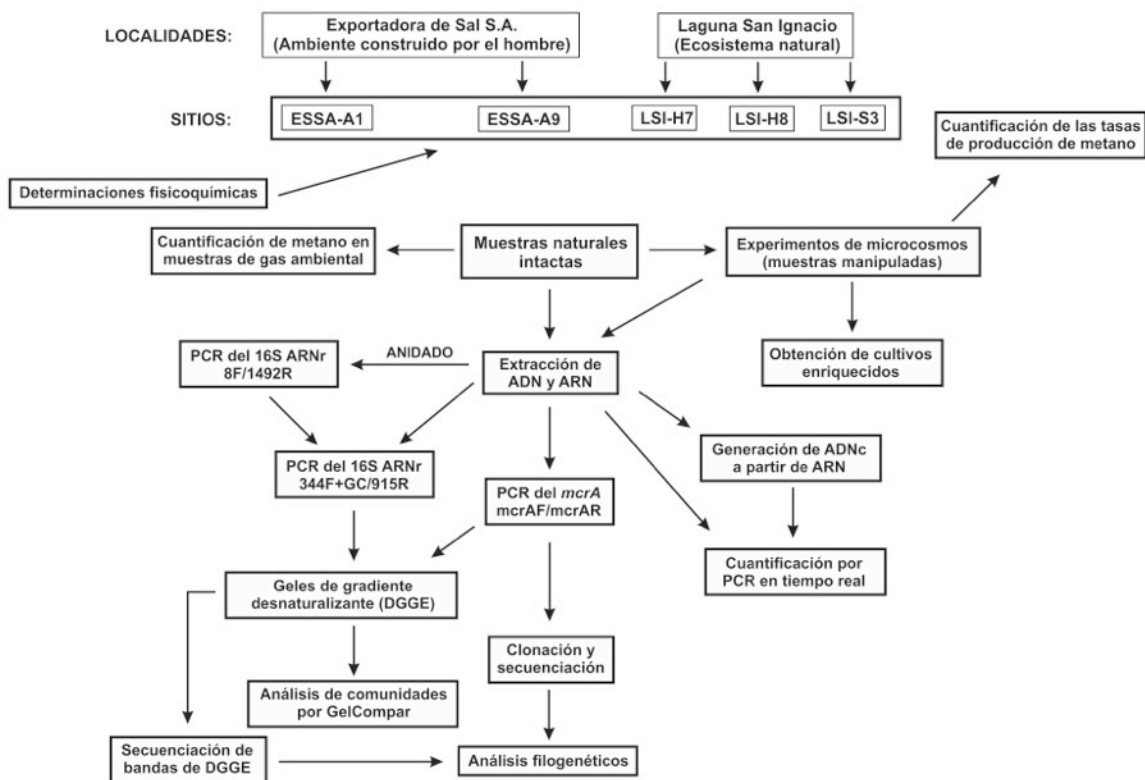 LOCALIDADES:
Exportadora de Sal S.A.
(Ambiente construido por el hombre)
Laguna San Ignacio
(Ecosistema natural)
SITIOS:
ESSA-A1
ESSA-A9
LSI-H7
LSI-H8
LSI-S3
Cuantificación de las tasas
de producción de metano
Determinaciones fisicoquímicas
Cuantificación de metano en
muestras de gas ambiental
Muestras naturales
intactas
Experimentos de microcosmos
(muestras manipuladas)
PCR del 16S ARNr
8F/1492R
ANIDADO
Extracción de
ADN y ARN
Obtención de cultivos
enriquecidos
PCR del 16S ARNr
344F+GC/915R
PCR del mcrA
mcrAF/mcrAR
Generación de ADNc
a partir de ARN
Geles de gradiente
desnaturalizante (DGGE)
Cuantificación por
PCR en tiempo real
Clonación y
secuenciación
Análisis de comunidades
por GelCompar
Secuenciación de
bandas de DGGE
Análisis filogenéticos